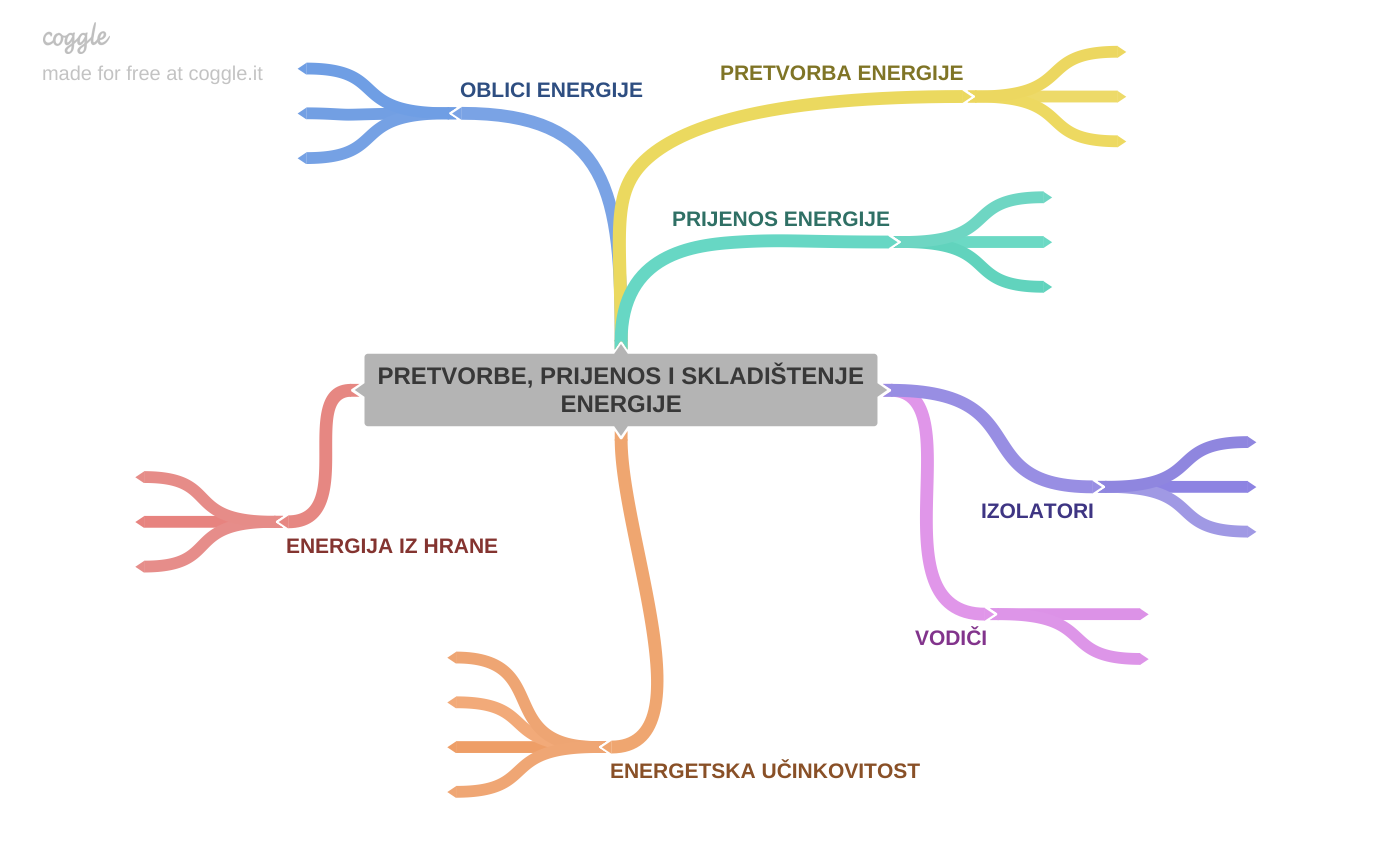 coggle
made for free at coggle.it
OBLICI ENERGIJE
PRETVORBA ENERGIJE
PRIJENOS ENERGIJE
PRETVORBE, PRIJENOS I SKLADIŠTENJE
ENERGIJE
IZOLATORI
ENERGIJA IZ HRANE
VODIČI
ENERGETSKA UČINKOVITOST